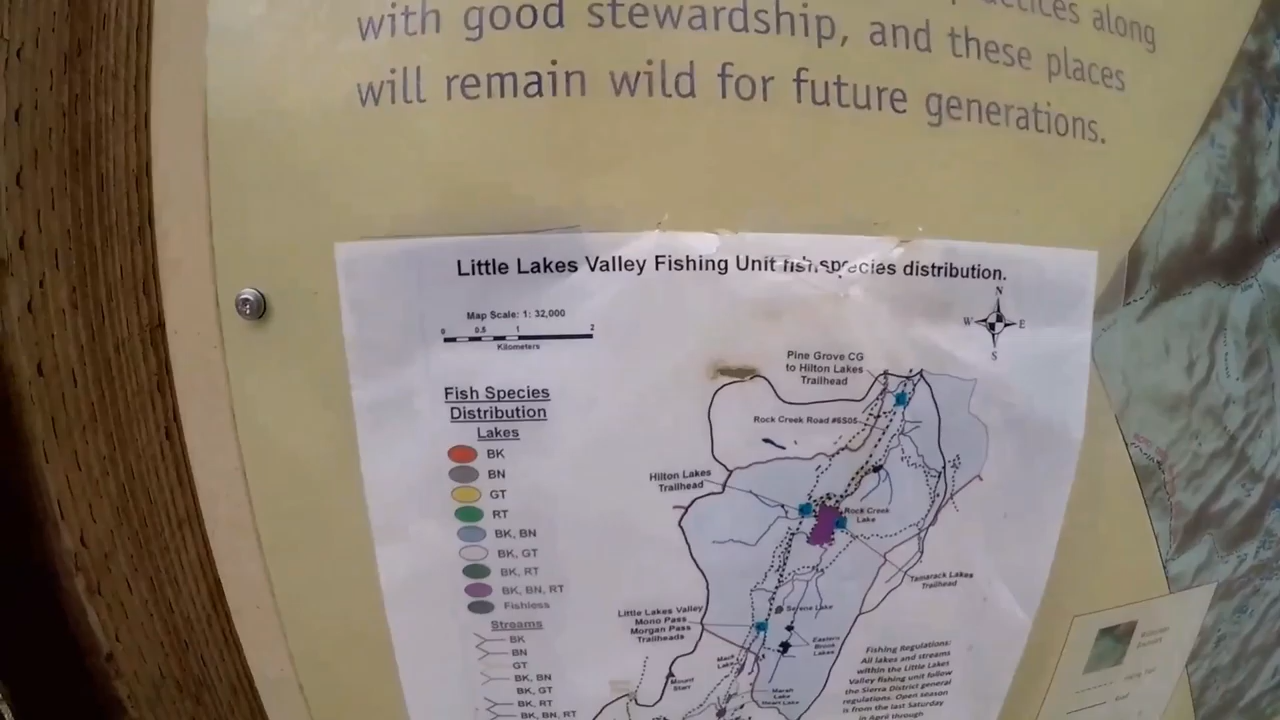 along
with good stewardship, and these places
will remain wild for future generations.
Little Lakes Valley Fishing Unit fish species distribution.
Map Scale: 1: 32,000
0 0.5 1 2
Kilometers
N
W E
S
Fish Species
Distribution
Lakes
BK
BN
GT
RT
BK, BN
BK, GT
BK, RT
BK, BN, RT
Fishless
Streams
BK
BN
GT
BK, BN
BK, GT
BK, RT
BK, BN, RT
Pine Grove CG
to Hilton Lakes
Trailhead
Rock Creek Road #6S05
Hilton Lakes
Trailhead
Rock Creek
Lake
Tamarack Lakes
Trailhead
Little Lakes Valley
Mono Pass
Morgan Pass
Trailheads
Serene Lake
Eastern
Brook
Lakes
Mack
Lake
Mount
Starr
Marsh
Lake
Heart Lake
Fishing Regulations:
All lakes and streams
within the Little Lakes
Valley fishing unit follow
the Sierra District general
regulations. Open season
is from the last Saturday
in April through